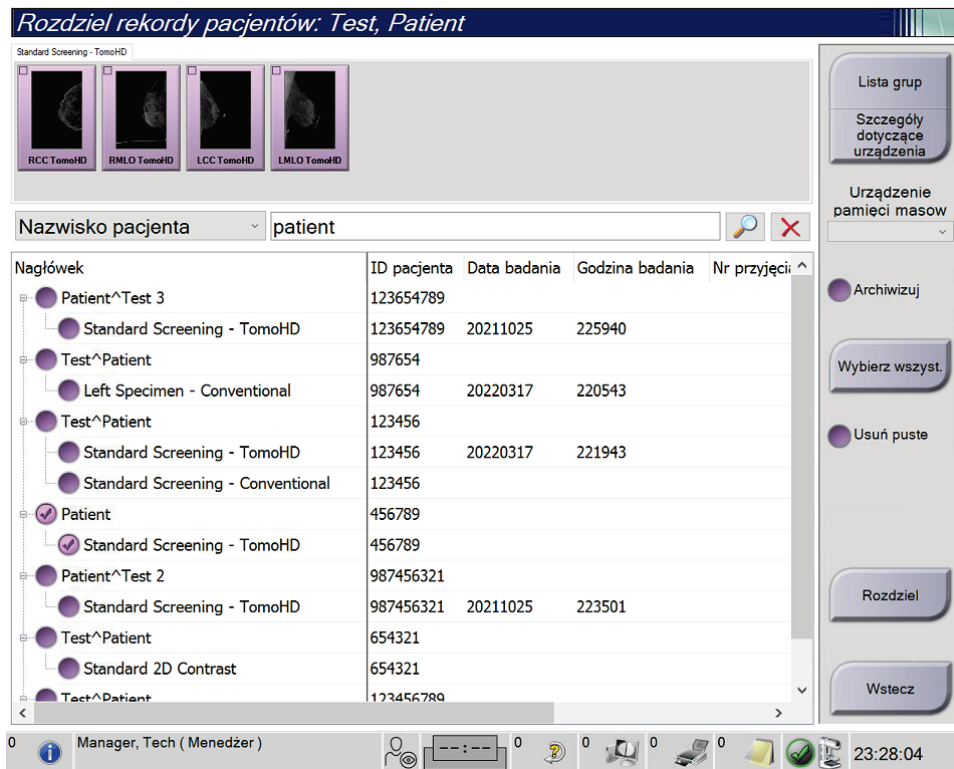 Rozdziel rekordy pacjentów: Test, Patient
Standard Screening - TomoHD
RCC TomoHD RMLO TomoHD LCC TomoHD LMLO TomoHD
Lista grup
Szczegóły
dotyczące
urządzenia
Urządzenie
pamięci masow
Nazwisko pacjenta patient
Nagłówek ID pacjenta Data badania Godzina badania Nr przyjęcia
Patient^Test 3 123654789
Standard Screening - TomoHD 123654789 20211025 225940
Test^Patient 987654
Left Specimen - Conventional 987654 20220317 220543
Test^Patient 123456
Standard Screening - TomoHD 123456 20220317 221943
Standard Screening - Conventional 123456
Patient 456789
Standard Screening - TomoHD 456789
Patient^Test 2 987456321
Standard Screening - TomoHD 987456321 20211025 223501
Test^Patient 654321
Standard 2D Contrast 654321
Test^Patient 123456789
Archiwizuj
Wybierz wszyst.
Usuń puste
Rozdziel
Wstecz
0 Manager, Tech ( Menedżer ) --:-- 0 0 0 0 23:28:04